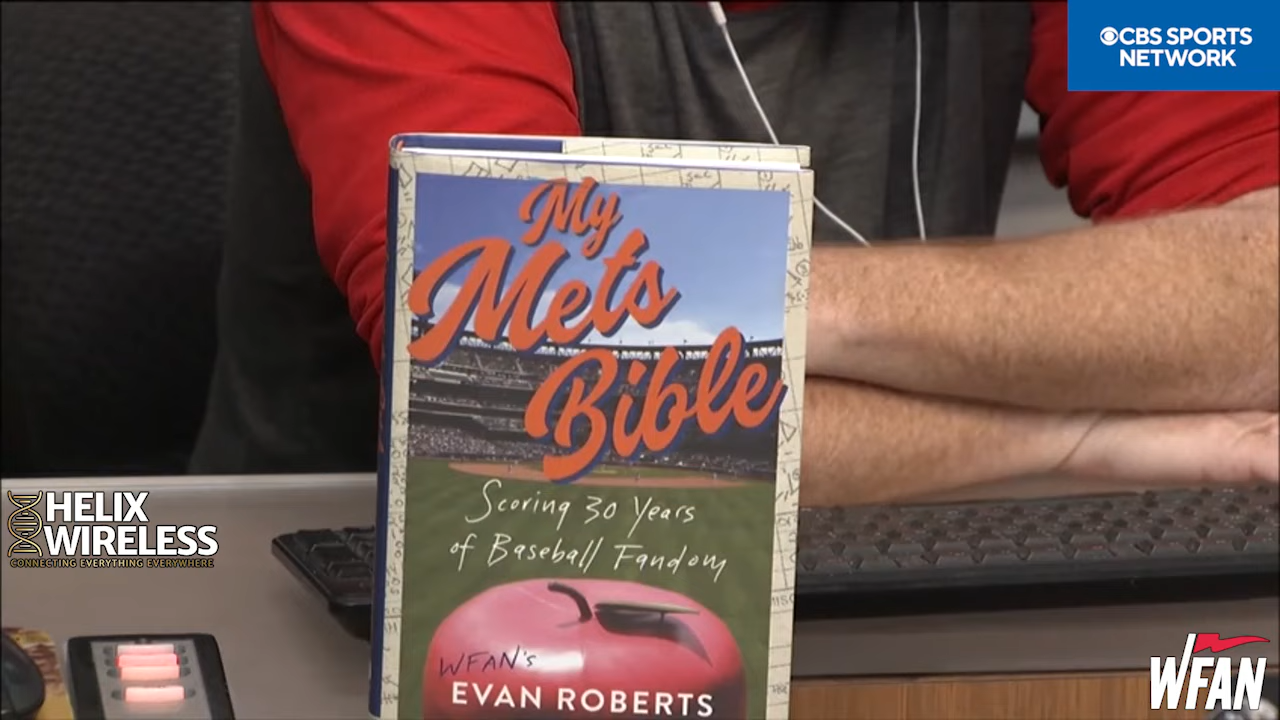 CBS SPORTS
NETWORK
My
Mets
Bible
Scoring 30 Years
of Baseball Fandom
WFAN's
EVAN ROBERTS
HELIX
WIRELESS
CONNECTING EVERYTHING EVERYWHERE
WFAN